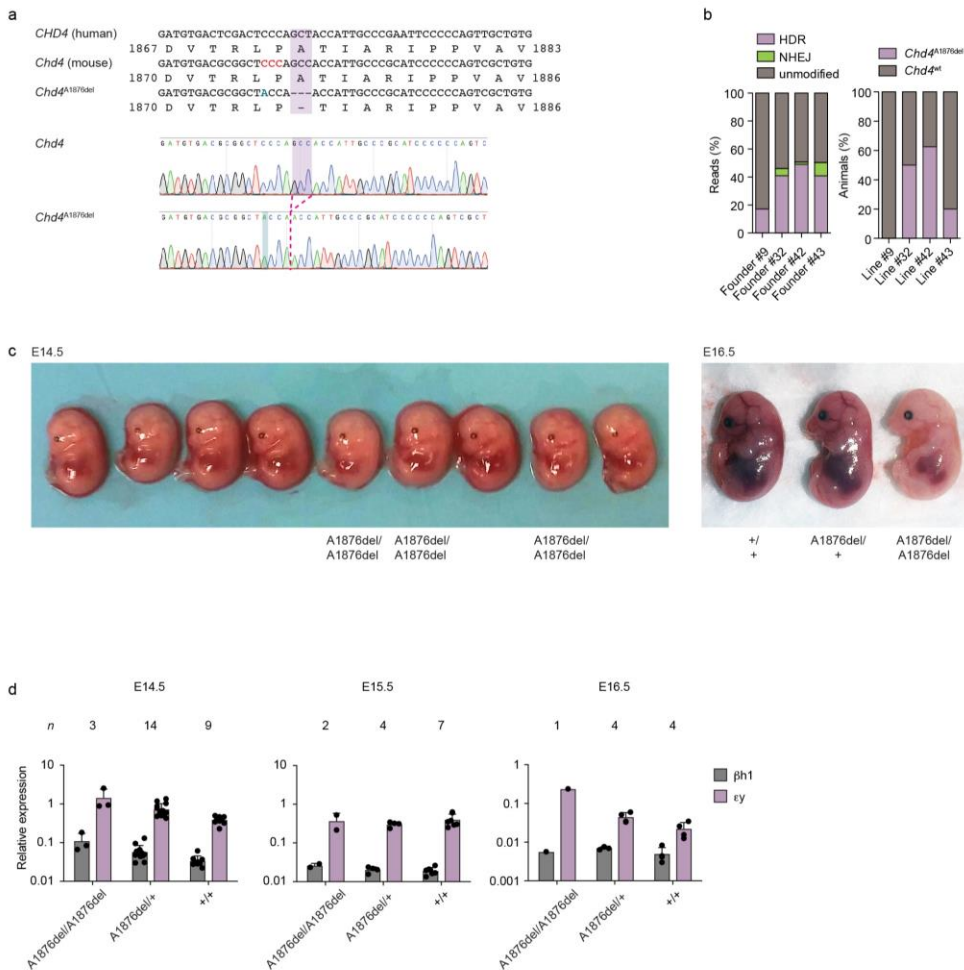 a
CHD4 (human) GATGTGACTCGACTCCCAGCTACCATTGCCCGAATTCCCCCAGTTGCTGTG
1867 D V T R L P A T I A R I P P V A V 1883
Chd4 (mouse) GATGTGACGCGGCTCCCAGCCACCATTGCCCGCATCCCCCCAGTCGCTGTG
1870 D V T R L P A T I A R I P P V A V 1886
Chd4A1876del GATGTGACGCGGCTACCA---ACCATTGCCCGCATCCCCCCAGTCGCTGTG
1870 D V T R L P - T I A R I P P V A V 1886
Chd4
GATGTGACGCGGCTCCCAGCCACCATTGCCCGCATCCCCCCAGTC
Chd4A1876del
GATGTGACGCGGCTACCAACCATTGCCCGCATCCCCCCAGTCGCT
b
HDR
NHEJ
unmodified
Chd4A1876del
Chd4wt
Reads (%)
100
80
60
40
20
0
Founder #9
Founder #32
Founder #42
Founder #43
Animals (%)
100
80
60
40
20
0
Line #9
Line #32
Line #42
Line #43
c
E14.5
A1876del/ A1876del/ A1876del/
A1876del A1876del A1876del
E16.5
+/ A1876del/ A1876del/
+ + A1876del
d
E14.5 E15.5 E16.5
n 3 14 9 2 4 7 1 4 4
Relative expression
10
1
0.1
0.01
A1876del/A1876del
A1876del/+
+/+
10
1
0.1
0.01
A1876del/A1876del
A1876del/+
+/+
1
0.1
0.01
0.001
A1876del/A1876del
A1876del/+
+/+
βh1
εy